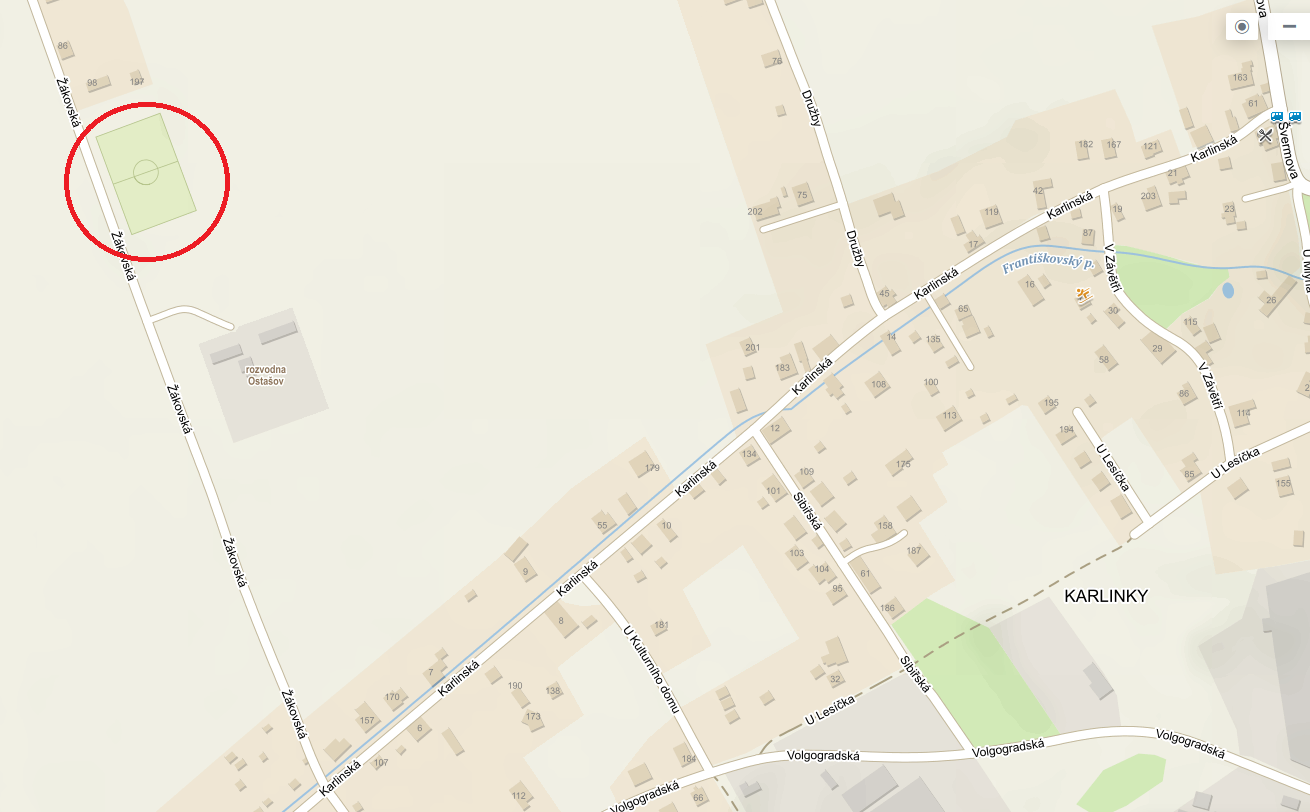 86
98
197
Žákovská
Žákovská
Žákovská
Žákovská
Žákovská
rozvodna
Ostašov
76
Družby
75
202
Družby
163
61
Švermova
182
167
121
Karlinská
21
42
Karlinská
203
19
23
119
17
87
V Závětří
U Mlýna
Františkovský p.
Karlinská
16
45
65
30
26
115
14
135
29
201
183
Karlinská
108
100
58
V Závětří
86
113
195
114
12
194
U Lesíčka
U Lesíčka
134
179
Karlinská
109
175
85
155
101
Sibiřská
55
10
158
103
187
9
Karlinská
104
61
95
KARLINKY
186
8
181
U Kulturního domu
7
Karlinská
190
138
32
Sibiřská
170
157
6
173
U Lesíčka
107
184
Volgogradská
Volgogradská
Volgogradská
Karlinská
112
66
Volgogradská